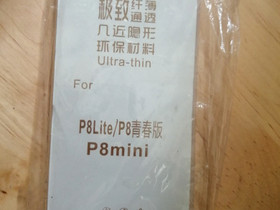 极致纤薄
通透
几近隐形
环保材料
Ultra-thin
For
P8Lite/P8青春版
P8mini